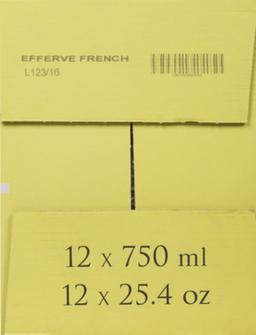 EFFERVE FRENCH
L123/16
12 x 750 ml
12 x 25.4 oz